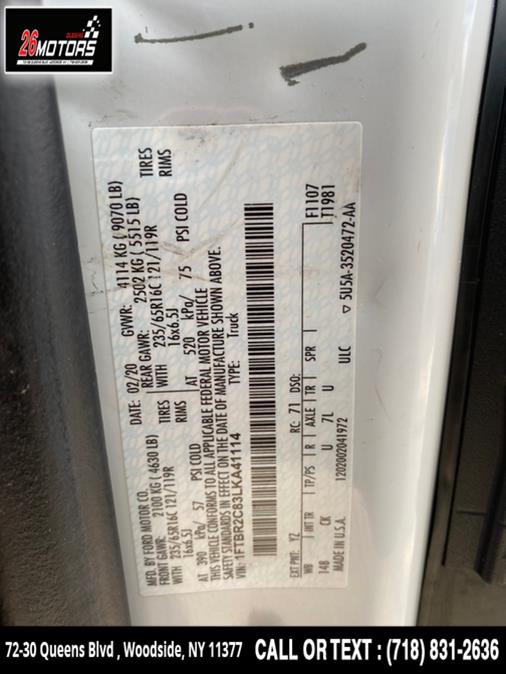 QUEENS
26MOTORS
MFD. BY FORD MOTOR CO.
DATE: 02/20 GVWR: 4114 KG ( 9070 LB)
FRONT GAWR: 2100 KG (4630 LB)
REAR GAWR: 2502 KG (5515 LB)
235/65R16C 121/119R TIRES WITH 235/65R16C 121/119R TIRES
WITH 16x6.5J RIMS 16x6.5J RIMS
AT 390 kPa/ 57 PSI COLD AT 520 kPa/ 75 PSI COLD
THIS VEHICLE CONFORMS TO ALL APPLICABLE FEDERAL MOTOR VEHICLE
SAFETY STANDARDS IN EFFECT ON THE DATE OF MANUFACTURE SHOWN ABOVE.
VIN: 1FTBR2C83LKA41114 TYPE: Truck
F1107
T1981
EXT PNT: YZ RC: 71 DSO:
WB INT TR TP/PS R AXLE TR SPR
148 CK U 7L U
5U5A-3520472-AA
MADE IN U.S.A. 1202002041972 ULC
72-30 Queens Blvd , Woodside, NY 11377 CALL OR TEXT : (718) 831-2636